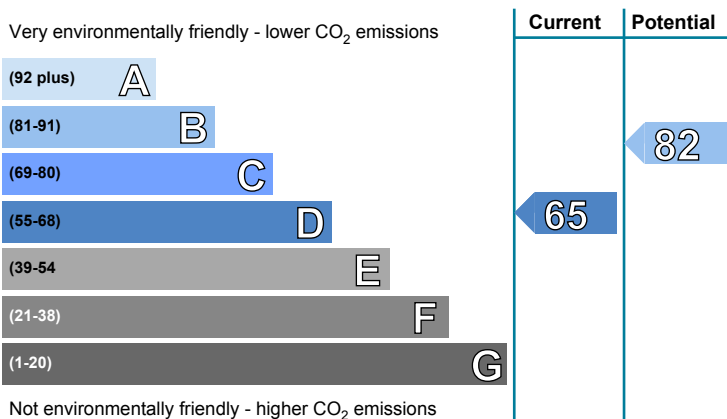 Current Potential
Very environmentally friendly - lower CO2 emissions
(92 plus) A
(81-91) B
82
(69-80) C
(55-68) D
65
(39-54 E
(21-38) F
(1-20) G
Not environmentally friendly - higher CO2 emissions